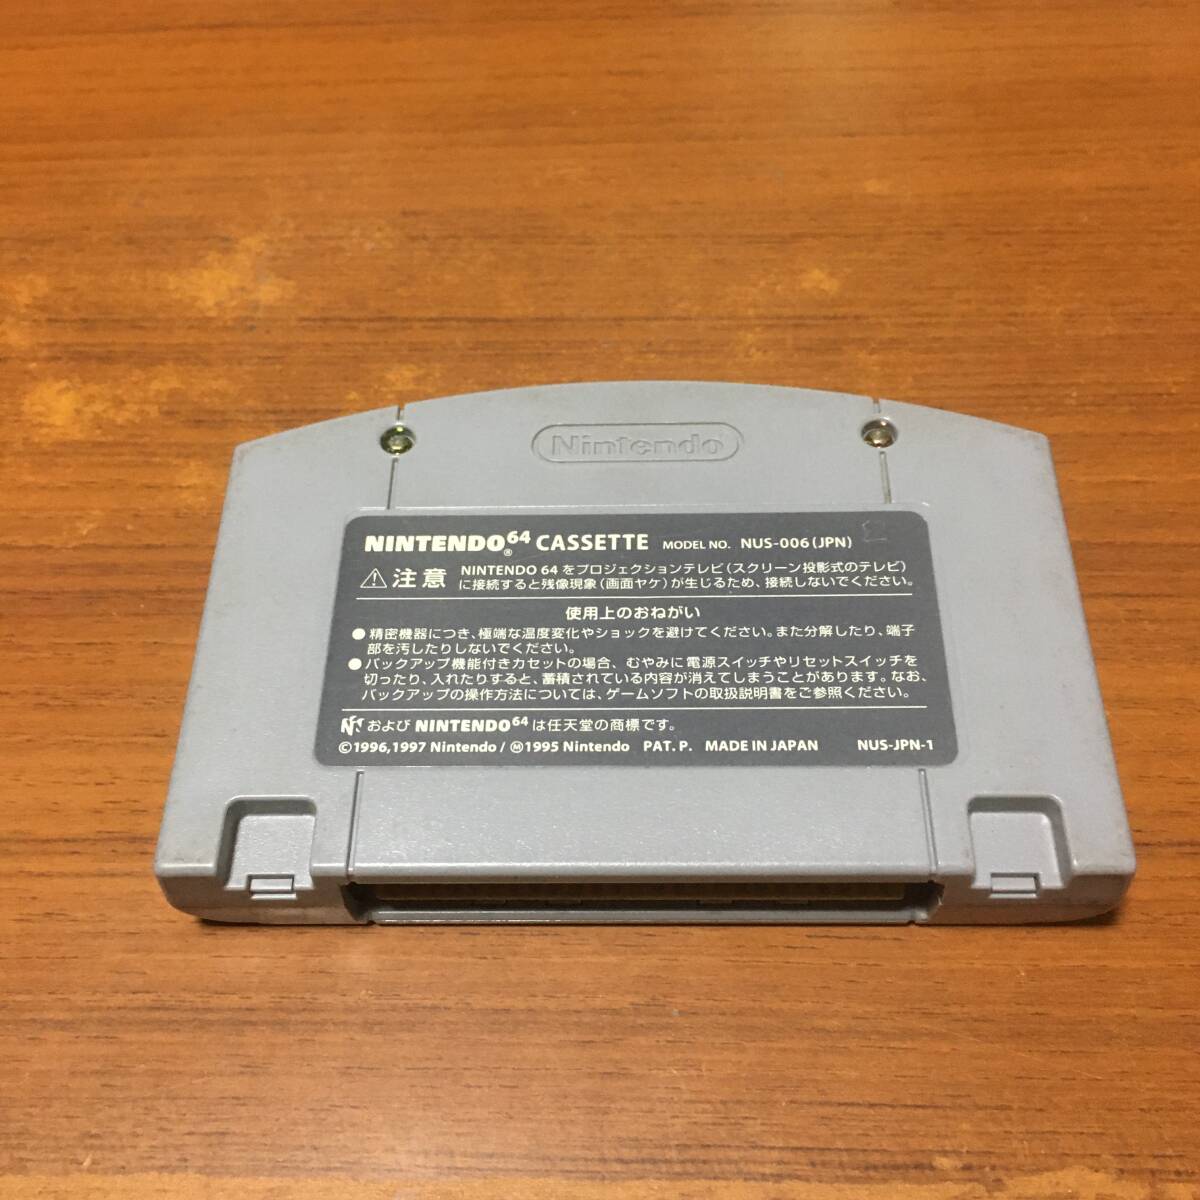 Nintendo
NINTENDO64® CASSETTE MODEL NO. NUS-006(JPN)
⚠注意 NINTENDO 64をプロジェクションテレビ(スクリーン投影式のテレビ)
に接続すると残像現象(画面ヤケ)が生じるため、接続しないでください。
使用上のおねがい
●精密機器につき、極端な温度変化やショックを避けてください。また分解したり、端子
部を汚したりしないでください。
●バックアップ機能付きカセットの場合、むやみに電源スイッチやリセットスイッチを
切ったり、入れたりすると、蓄積されている内容が消えてしまうことがあります。なお、
バックアップの操作方法については、ゲームソフトの取扱説明書をご参照ください。
および NINTENDO64 は任天堂の商標です。
©1996,1997 Nintendo/Ⓜ1995 Nintendo PAT. P. MADE IN JAPAN NUS-JPN-1